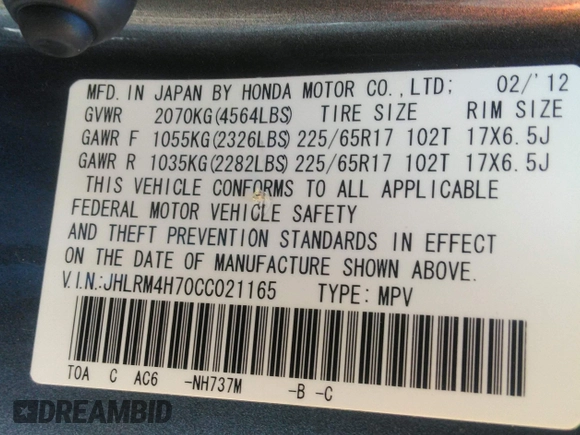 MFD. IN JAPAN BY HONDA MOTOR CO.,LTD; 02/'12
GVWR 2070KG(4564LBS) TIRE SIZE RIM SIZE
GAWR F 1055KG(2326LBS) 225/65R17 102T 17X6.5J
GAWR R 1035KG(2282LBS) 225/65R17 102T 17X6.5J
THIS VEHICLE CONFORMS TO ALL APPLICABLE
FEDERAL MOTOR VEHICLE SAFETY
AND THEFT PREVENTION STANDARDS IN EFFECT
ON THE DATE OF MANUFACTURE SHOWN ABOVE.
V.I.N.:JHLRM4H70CC021165 TYPE: MPV
TOA C AC6 -NH737M -B -C
DREAMBID